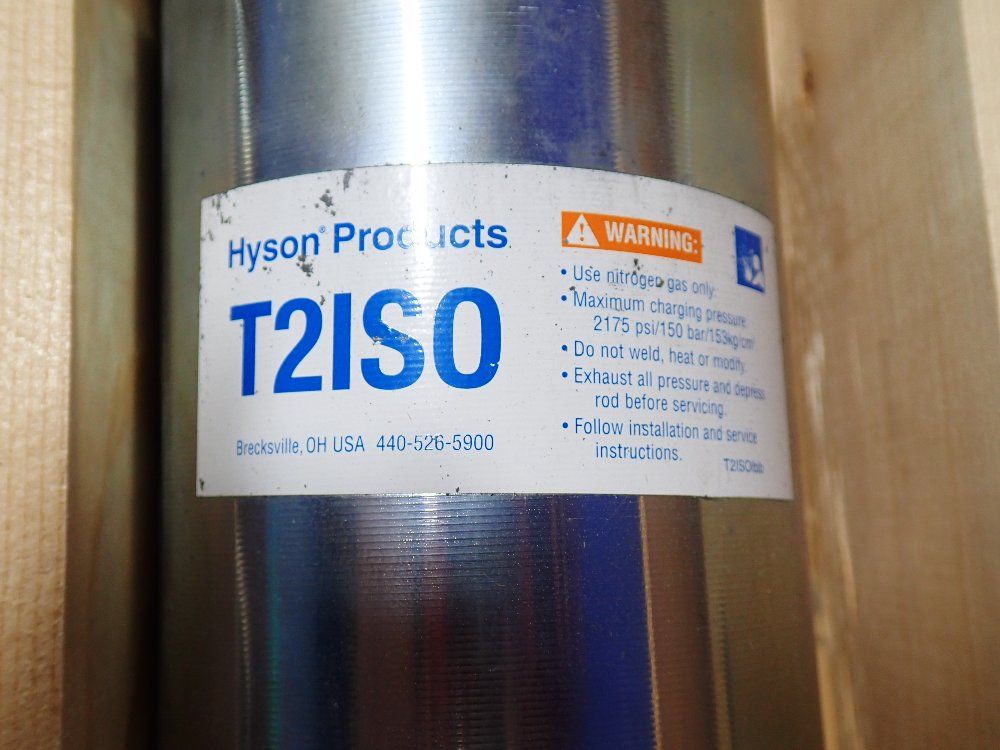 Hyson® Products
T2ISO
Brecksville, OH USA 440-526-5900
WARNING:
• Use nitrogen gas only.
• Maximum charging pressure
2175 psi/150 bar/153kg/cm²
• Do not weld, heat or modify.
• Exhaust all pressure and depress
rod before servicing.
• Follow installation and service
instructions.